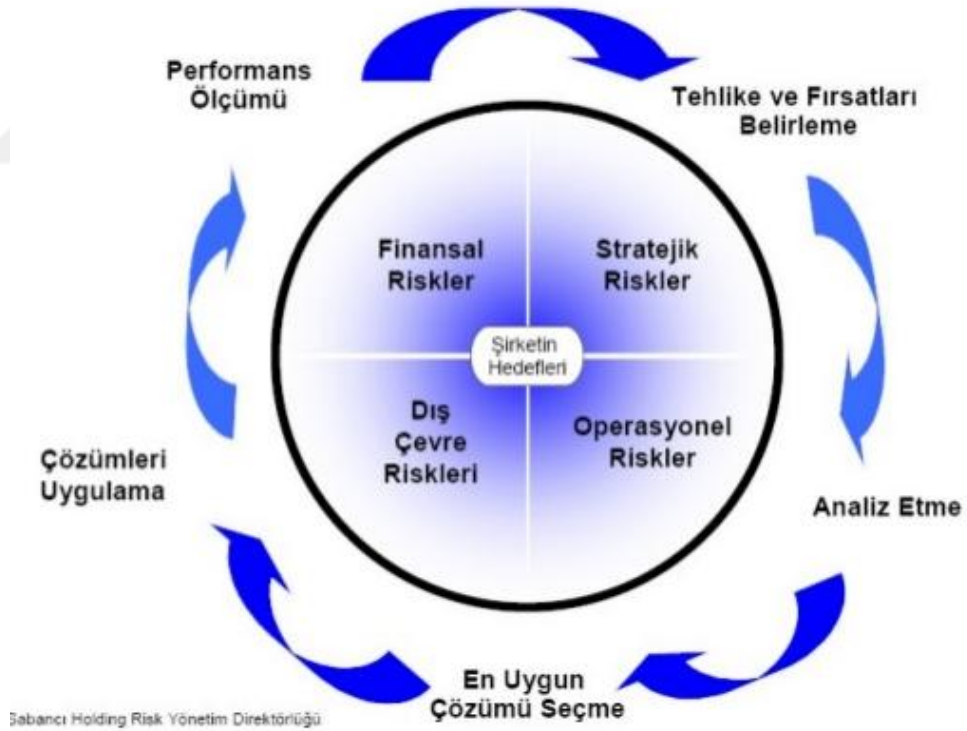 Performans
Ölçümü
Tehlike ve Fırsatları
Belirleme
Finansal
Riskler
Stratejik
Riskler
Şirketin
Hedefleri
Dış
Çevre
Riskleri
Operasyonel
Riskler
Çözümleri
Uygulama
Analiz Etme
En Uygun
Çözümü Seçme
Sabancı Holding Risk Yönetim Direktörlüğü